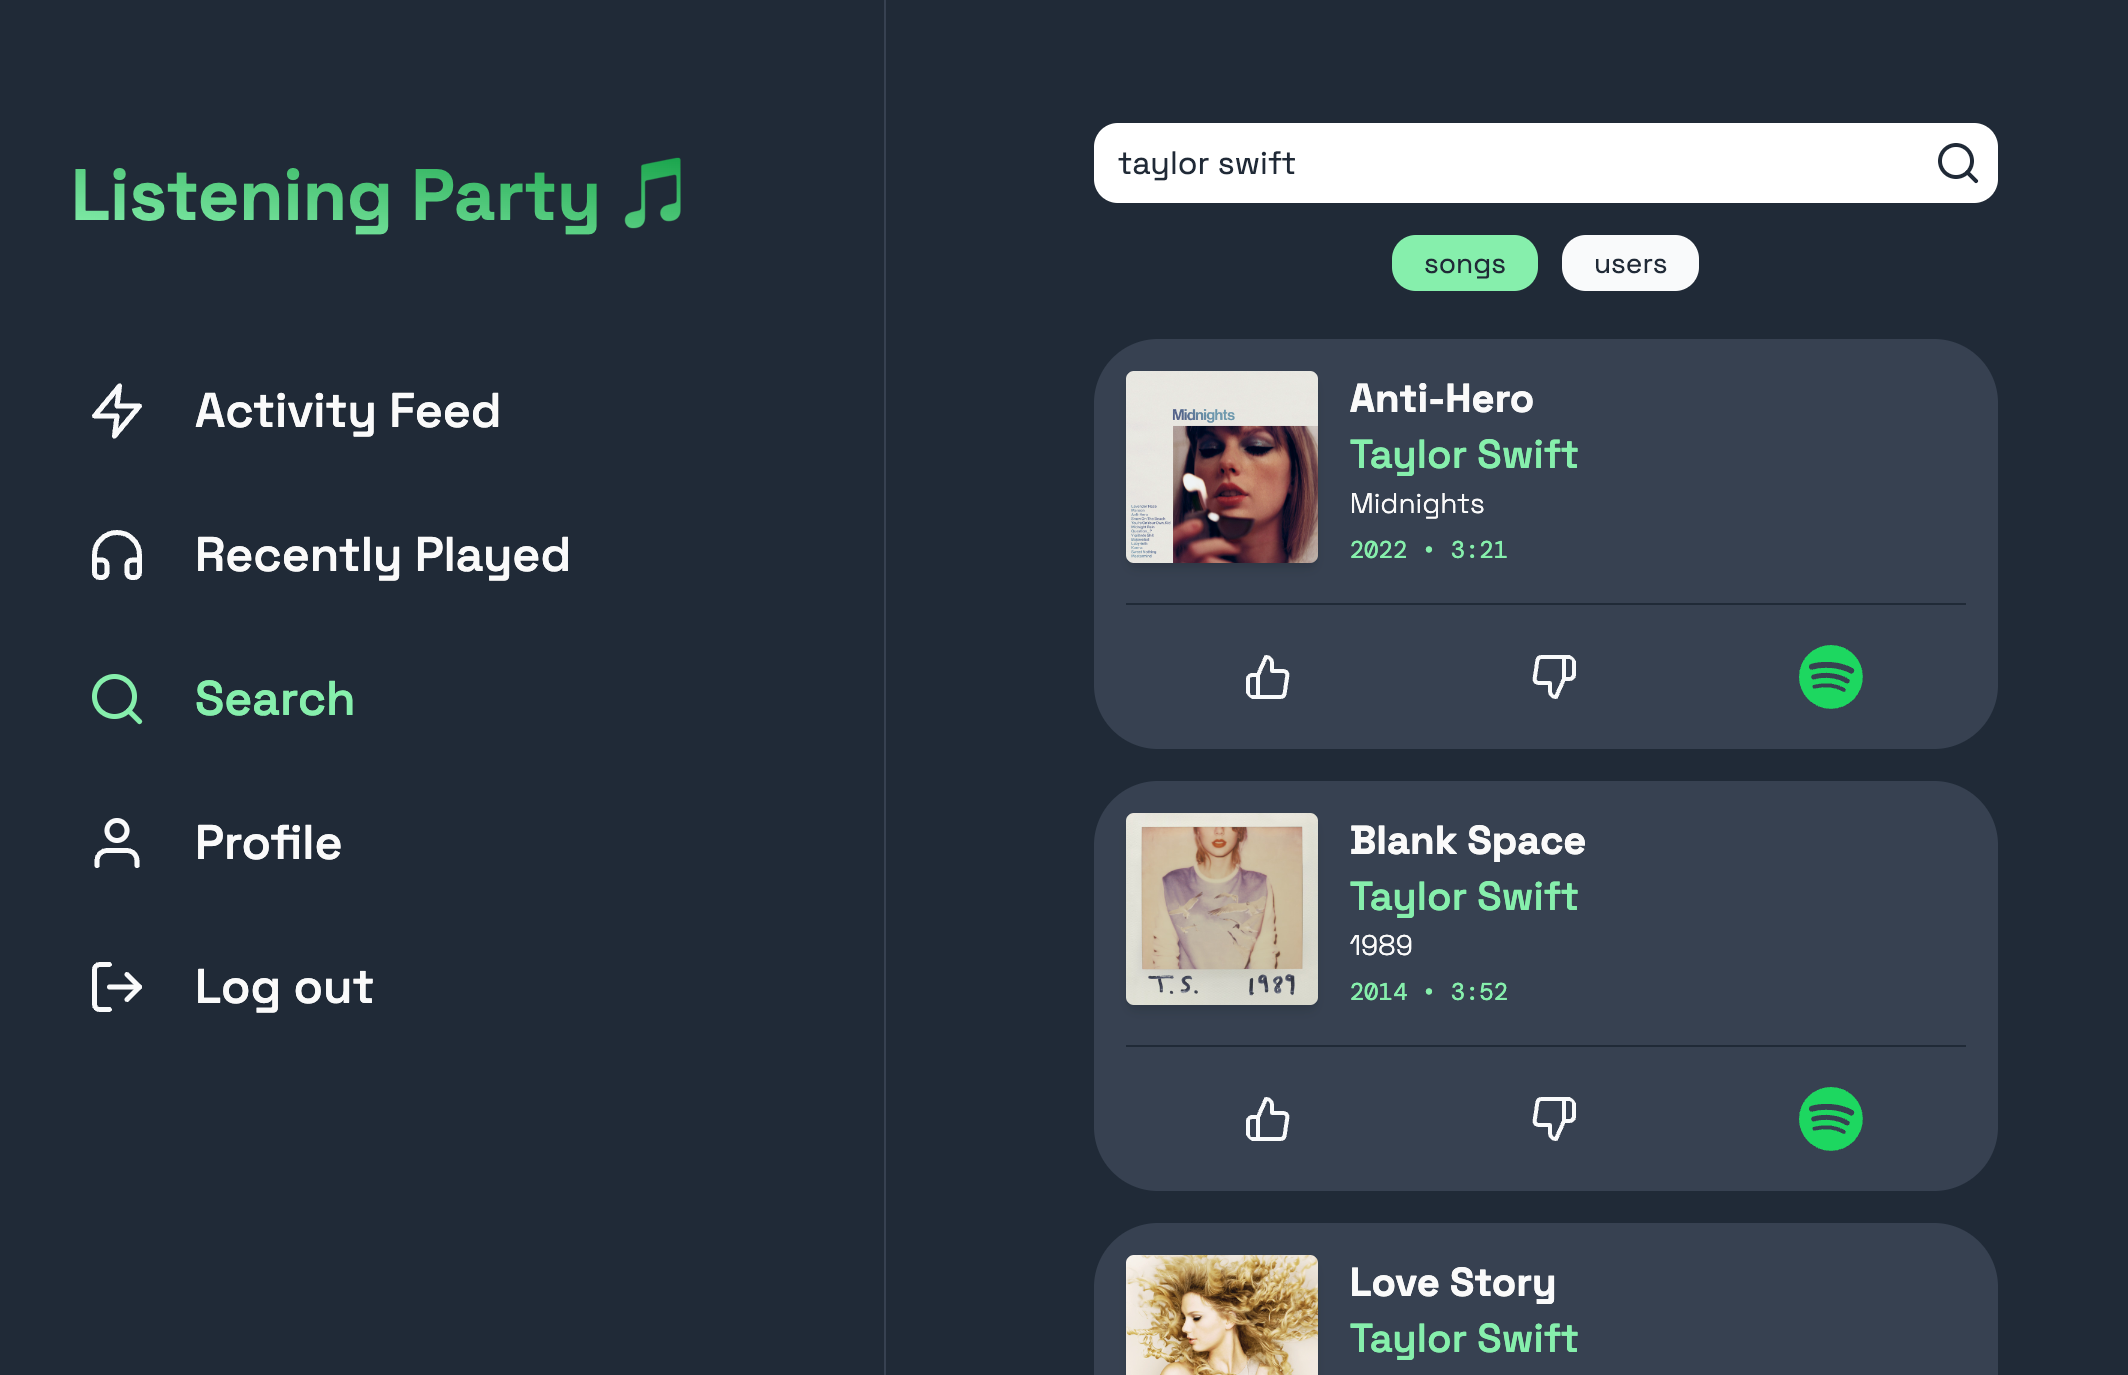 Listening Party
Activity Feed
Recently Played
Search
Profile
Log out
taylor swift
songs
users
Midnights
Anti-Hero
Taylor Swift
Midnights
2022 • 3:21
T.S. 1989
Blank Space
Taylor Swift
1989
2014 • 3:52
Love Story
Taylor Swift